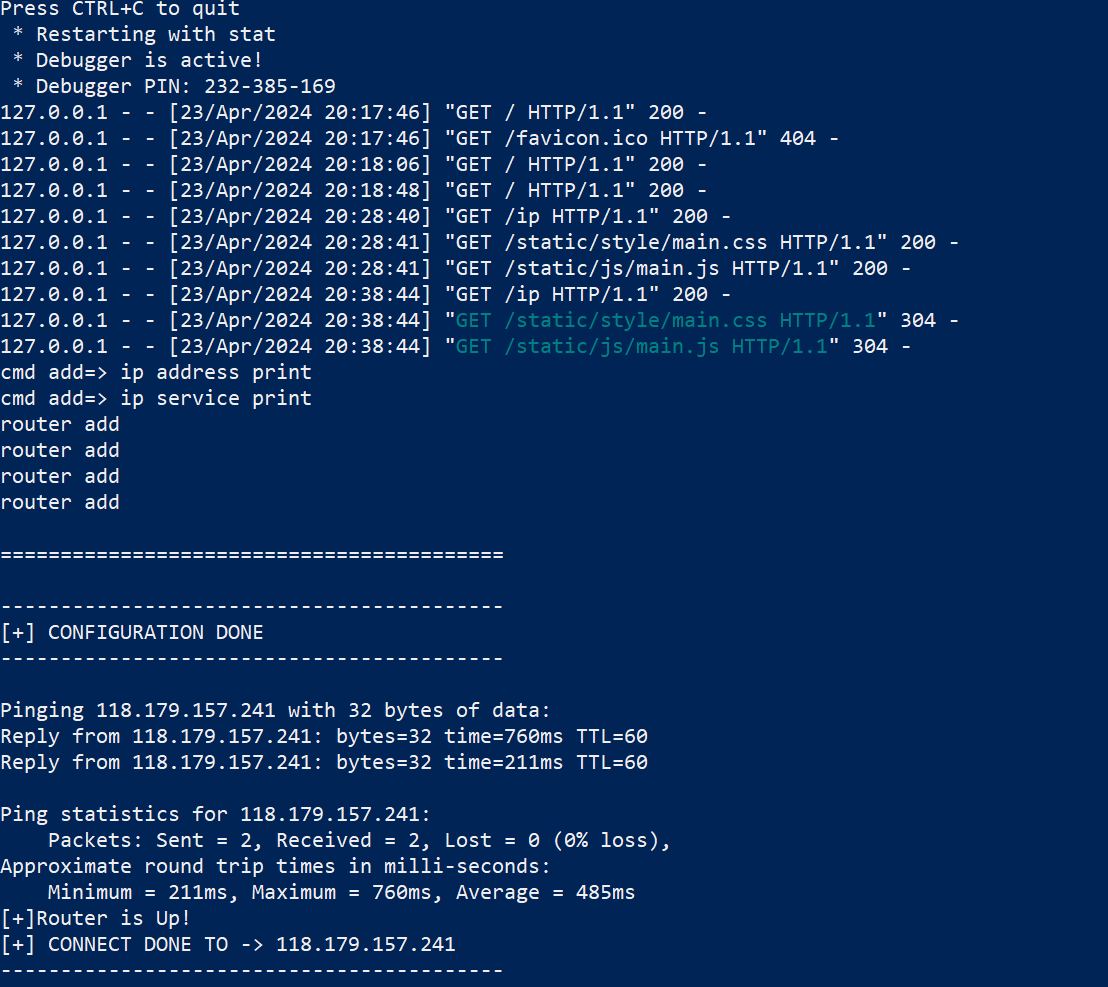 Press CTRL+C to quit
 * Restarting with stat
 * Debugger is active!
 * Debugger PIN: 232-385-169
127.0.0.1 - - [23/Apr/2024 20:17:46] "GET / HTTP/1.1" 200 -
127.0.0.1 - - [23/Apr/2024 20:17:46] "GET /favicon.ico HTTP/1.1" 404 -
127.0.0.1 - - [23/Apr/2024 20:18:06] "GET / HTTP/1.1" 200 -
127.0.0.1 - - [23/Apr/2024 20:18:48] "GET / HTTP/1.1" 200 -
127.0.0.1 - - [23/Apr/2024 20:28:40] "GET /ip HTTP/1.1" 200 -
127.0.0.1 - - [23/Apr/2024 20:28:41] "GET /static/style/main.css HTTP/1.1" 200 -
127.0.0.1 - - [23/Apr/2024 20:28:41] "GET /static/js/main.js HTTP/1.1" 200 -
127.0.0.1 - - [23/Apr/2024 20:38:44] "GET /ip HTTP/1.1" 200 -
127.0.0.1 - - [23/Apr/2024 20:38:44] "GET /static/style/main.css HTTP/1.1" 304 -
127.0.0.1 - - [23/Apr/2024 20:38:44] "GET /static/js/main.js HTTP/1.1" 304 -
cmd add=> ip address print
cmd add=> ip service print
router add
router add
router add
router add
==========================================
------------------------------------------
[+] CONFIGURATION DONE
------------------------------------------
Pinging 118.179.157.241 with 32 bytes of data:
Reply from 118.179.157.241: bytes=32 time=760ms TTL=60
Reply from 118.179.157.241: bytes=32 time=211ms TTL=60
Ping statistics for 118.179.157.241:
    Packets: Sent = 2, Received = 2, Lost = 0 (0% loss),
Approximate round trip times in milli-seconds:
    Minimum = 211ms, Maximum = 760ms, Average = 485ms
[+]Router is Up!
[+] CONNECT DONE TO -> 118.179.157.241
------------------------------------------